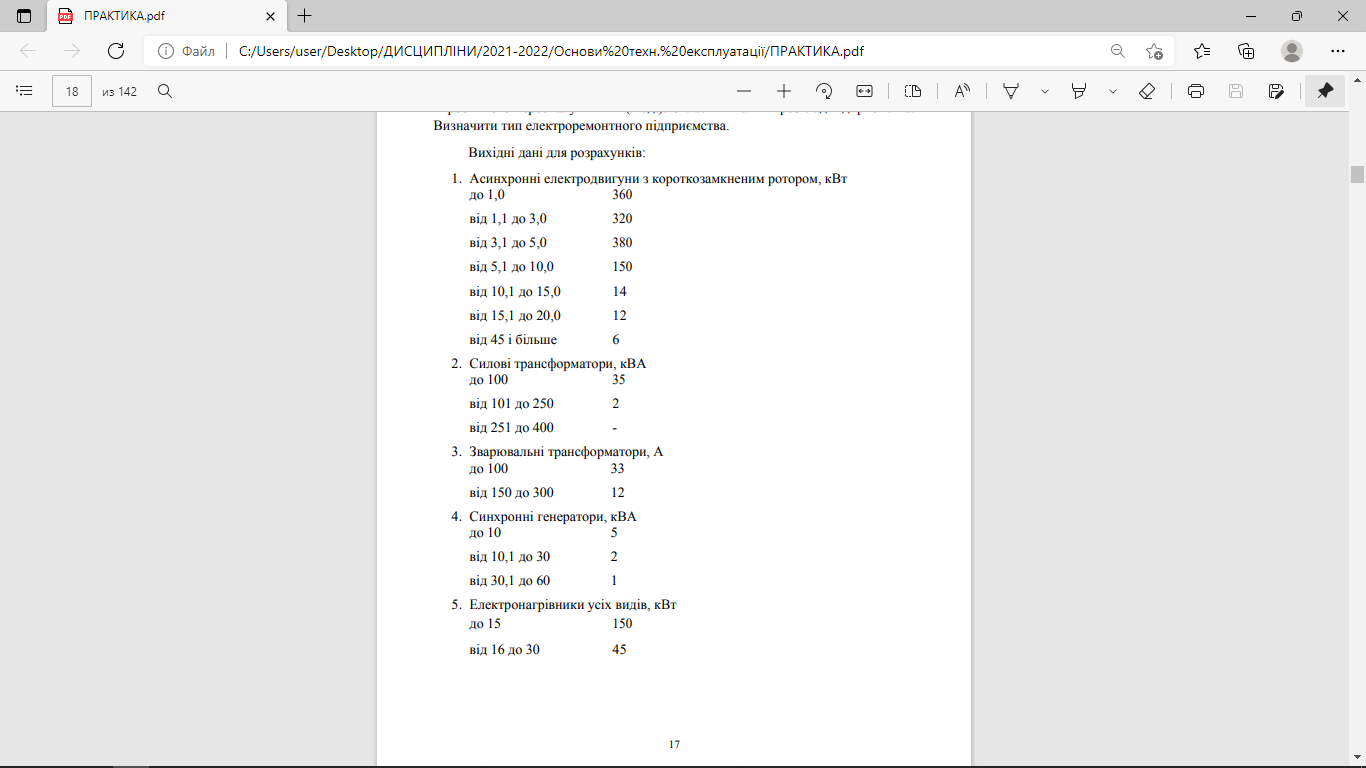 ПРАКТИКА.pdf
Файл C:/Users/user/Desktop/ДИСЦИПЛІНИ/2021-2022/Основи%20техн.%20експлуатації/ПРАКТИКА.pdf
18 из 142
Визначити тип електроремонтного підприємства.
Вихідні дані для розрахунків:
1. Асинхронні електродвигуни з короткозамкненим ротором, кВт
до 1,0 360
від 1,1 до 3,0 320
від 3,1 до 5,0 380
від 5,1 до 10,0 150
від 10,1 до 15,0 14
від 15,1 до 20,0 12
від 45 і більше 6
2. Силові трансформатори, кВА
до 100 35
від 101 до 250 2
від 251 до 400 -
3. Зварювальні трансформатори, А
до 100 33
від 150 до 300 12
4. Синхронні генератори, кВА
до 10 5
від 10,1 до 30 2
від 30,1 до 60 1
5. Електронагрівники усіх видів, кВт
до 15 150
від 16 до 30 45
17